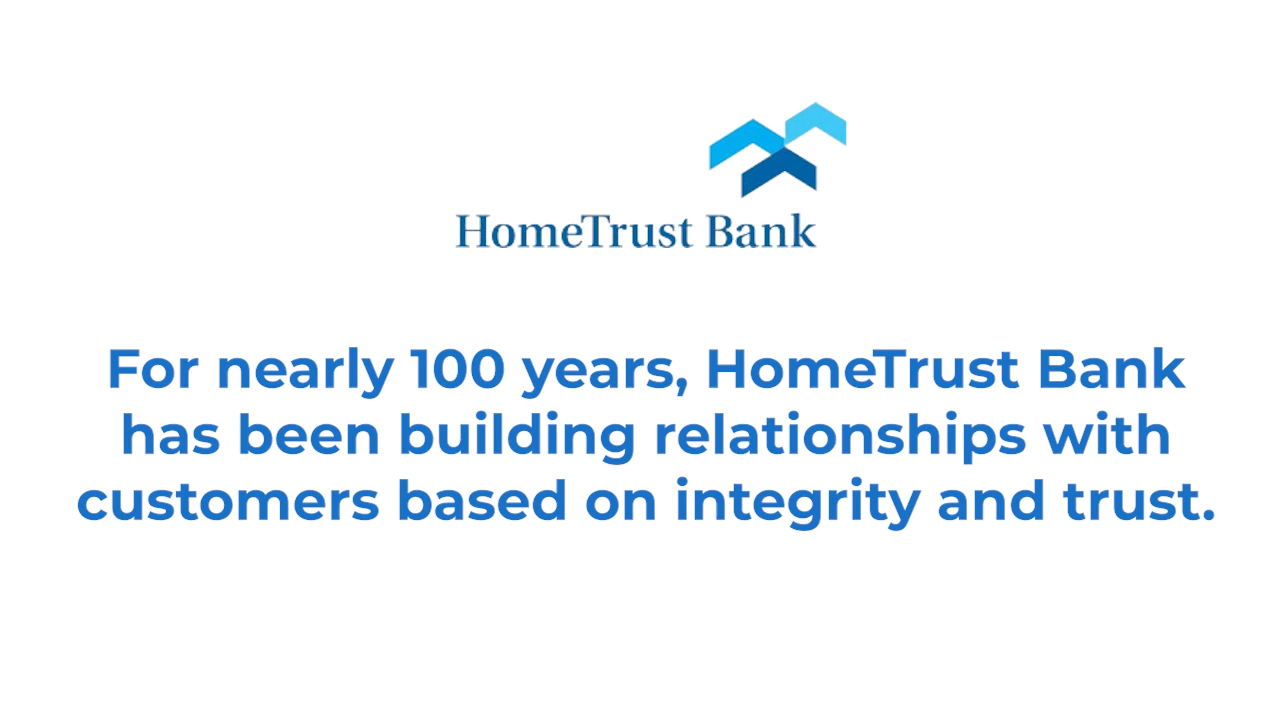 HomeTrust Bank
For nearly 100 years, HomeTrust Bank
has been building relationships with
customers based on integrity and trust.